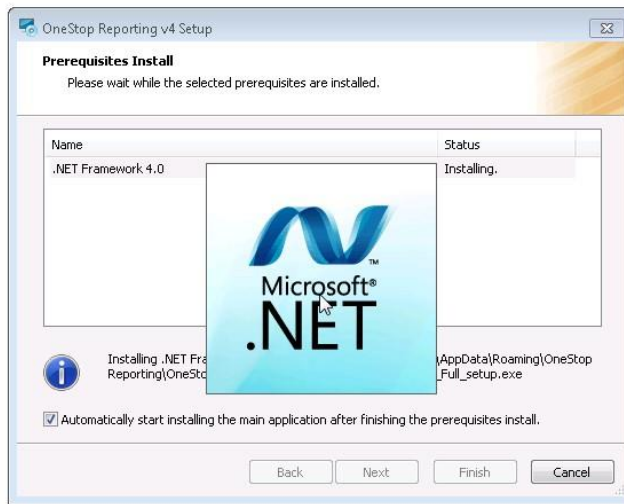 OneStop Reporting v4 Setup
Prerequisites Install
Please wait while the selected prerequisites are installed.
Name Status
.NET Framework 4.0 Installing.
Microsoft®
.NET
TM
Installing .NET \AppData\Roaming\OneStop
Reporting\ _Full_setup.exe
Automatically start installing the main application after finishing the prerequisites install.
Back Next Finish Cancel